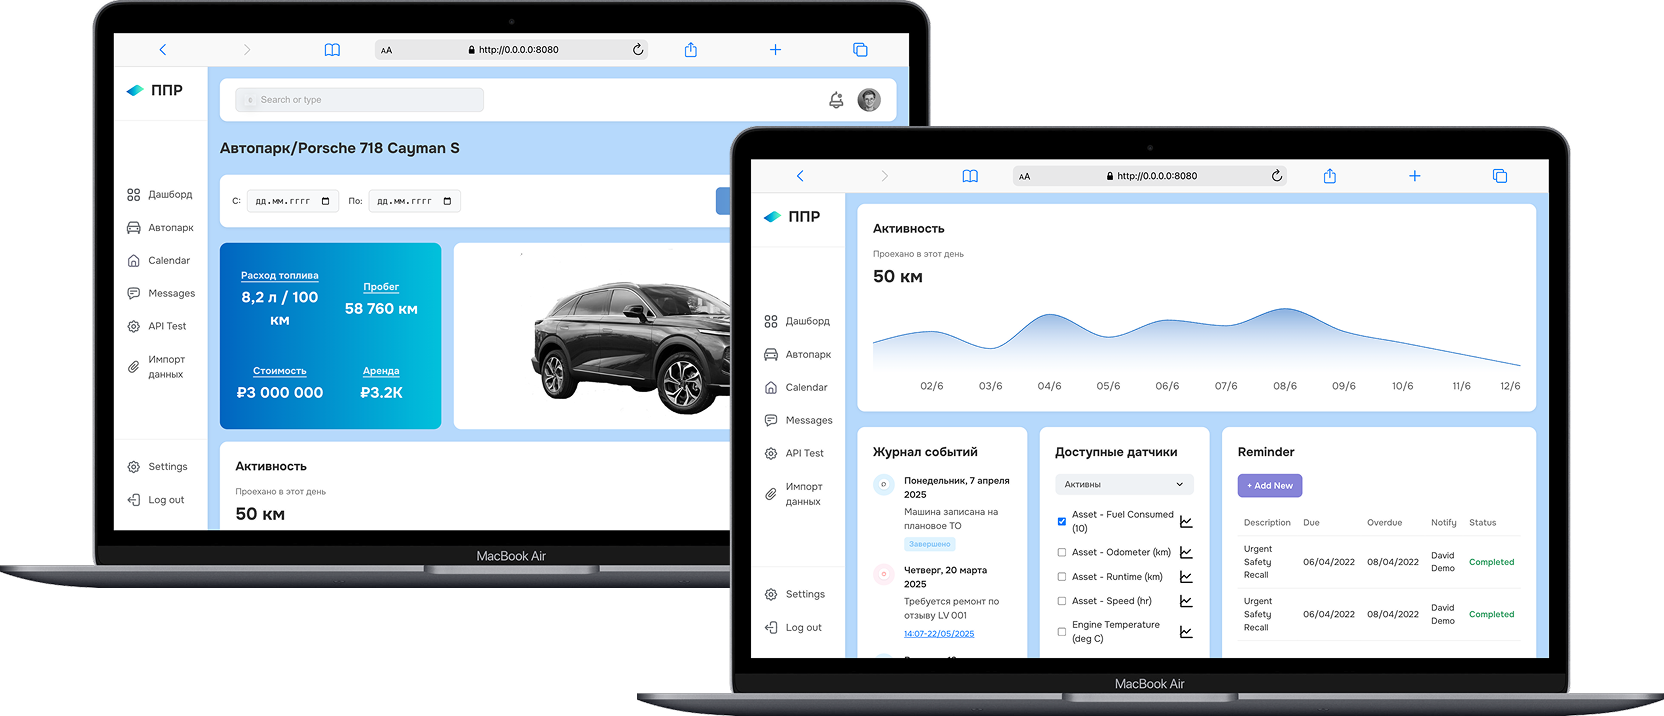 AA
http://0.0.0.0:8080
ППР
Search or type
Автопарк/Porsche 718 Cayman S
С:
дд.мм.гггг
По:
дд.мм.гггг
Дашборд
Автопарк
Calendar
Messages
API Test
Импорт
данных
Settings
Log out
Расход топлива
8,2 л / 100
км
Пробег
58 760 км
Стоимость
₽3 000 000
Аренда
₽3.2K
Активность
Проехано в этот день
50 км
MacBook Air
AA
http://0.0.0.0:8080
ППР
Дашборд
Автопарк
Calendar
Messages
API Test
Импорт
данных
Settings
Log out
Активность
Проехано в этот день
50 км
02/6 03/6 04/6 05/6 06/6 07/6 08/6 09/6 10/6 11/6 12/6
Журнал событий
Понедельник, 7 апреля
2025
Машина записана на
плановое ТО
Завершено
Четверг, 20 марта
2025
Требуется ремонт по
отзыву LV 001
14:07-22/05/2025
Доступные датчики
Активны
Asset - Fuel Consumed
(10)
Asset - Odometer (km)
Asset - Runtime (km)
Asset - Speed (hr)
Engine Temperature
(deg C)
Reminder
+ Add New
Description Due Overdue Notify Status
Urgent
Safety
Recall
06/04/2022
08/04/2022
David
Demo
Completed
Urgent
Safety
Recall
06/04/2022
08/04/2022
David
Demo
Completed
MacBook Air